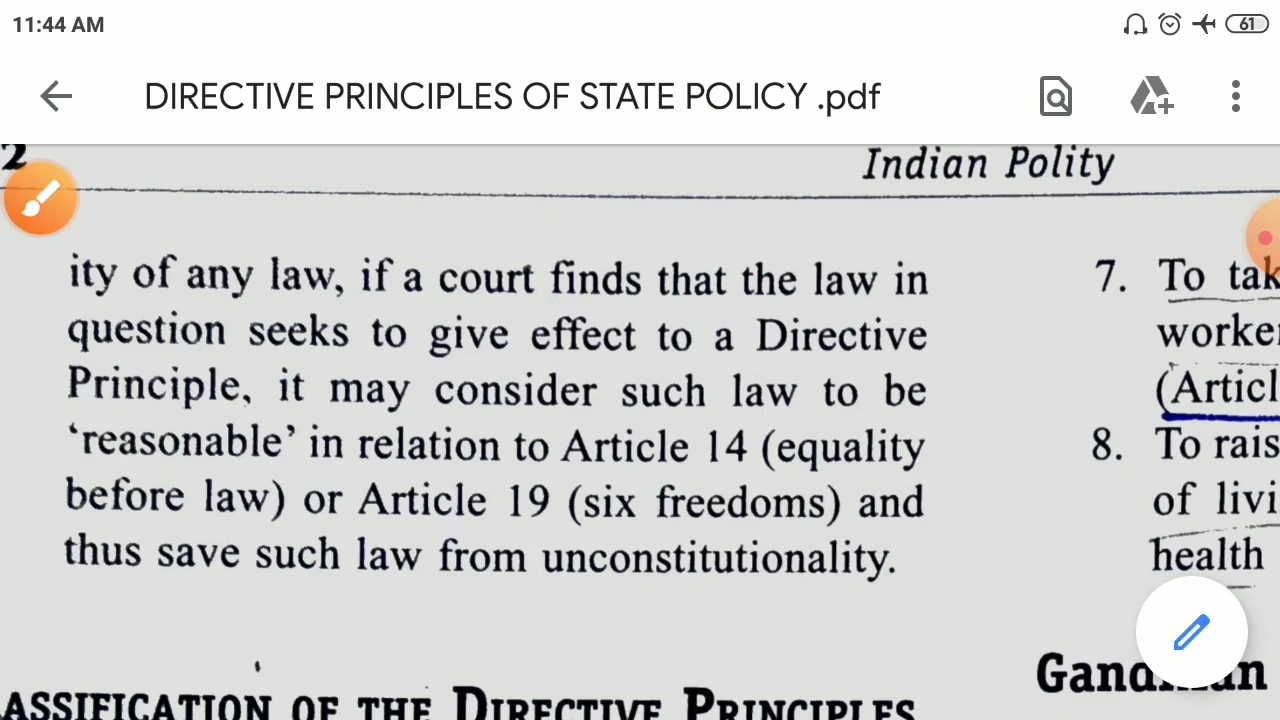 11:44 AM
61
DIRECTIVE PRINCIPLES OF STATE POLICY .pdf
2
Indian Polity
ity of any law, if a court finds that the law in
question seeks to give effect to a Directive
Principle, it may consider such law to be
‘reasonable’ in relation to Article 14 (equality
before law) or Article 19 (six freedoms) and
thus save such law from unconstitutionality.
ASSIFICATION OF THE DIRECTIVE PRINCIPLES
7. To tak
worker
(Articl
8. To rais
of livi
health